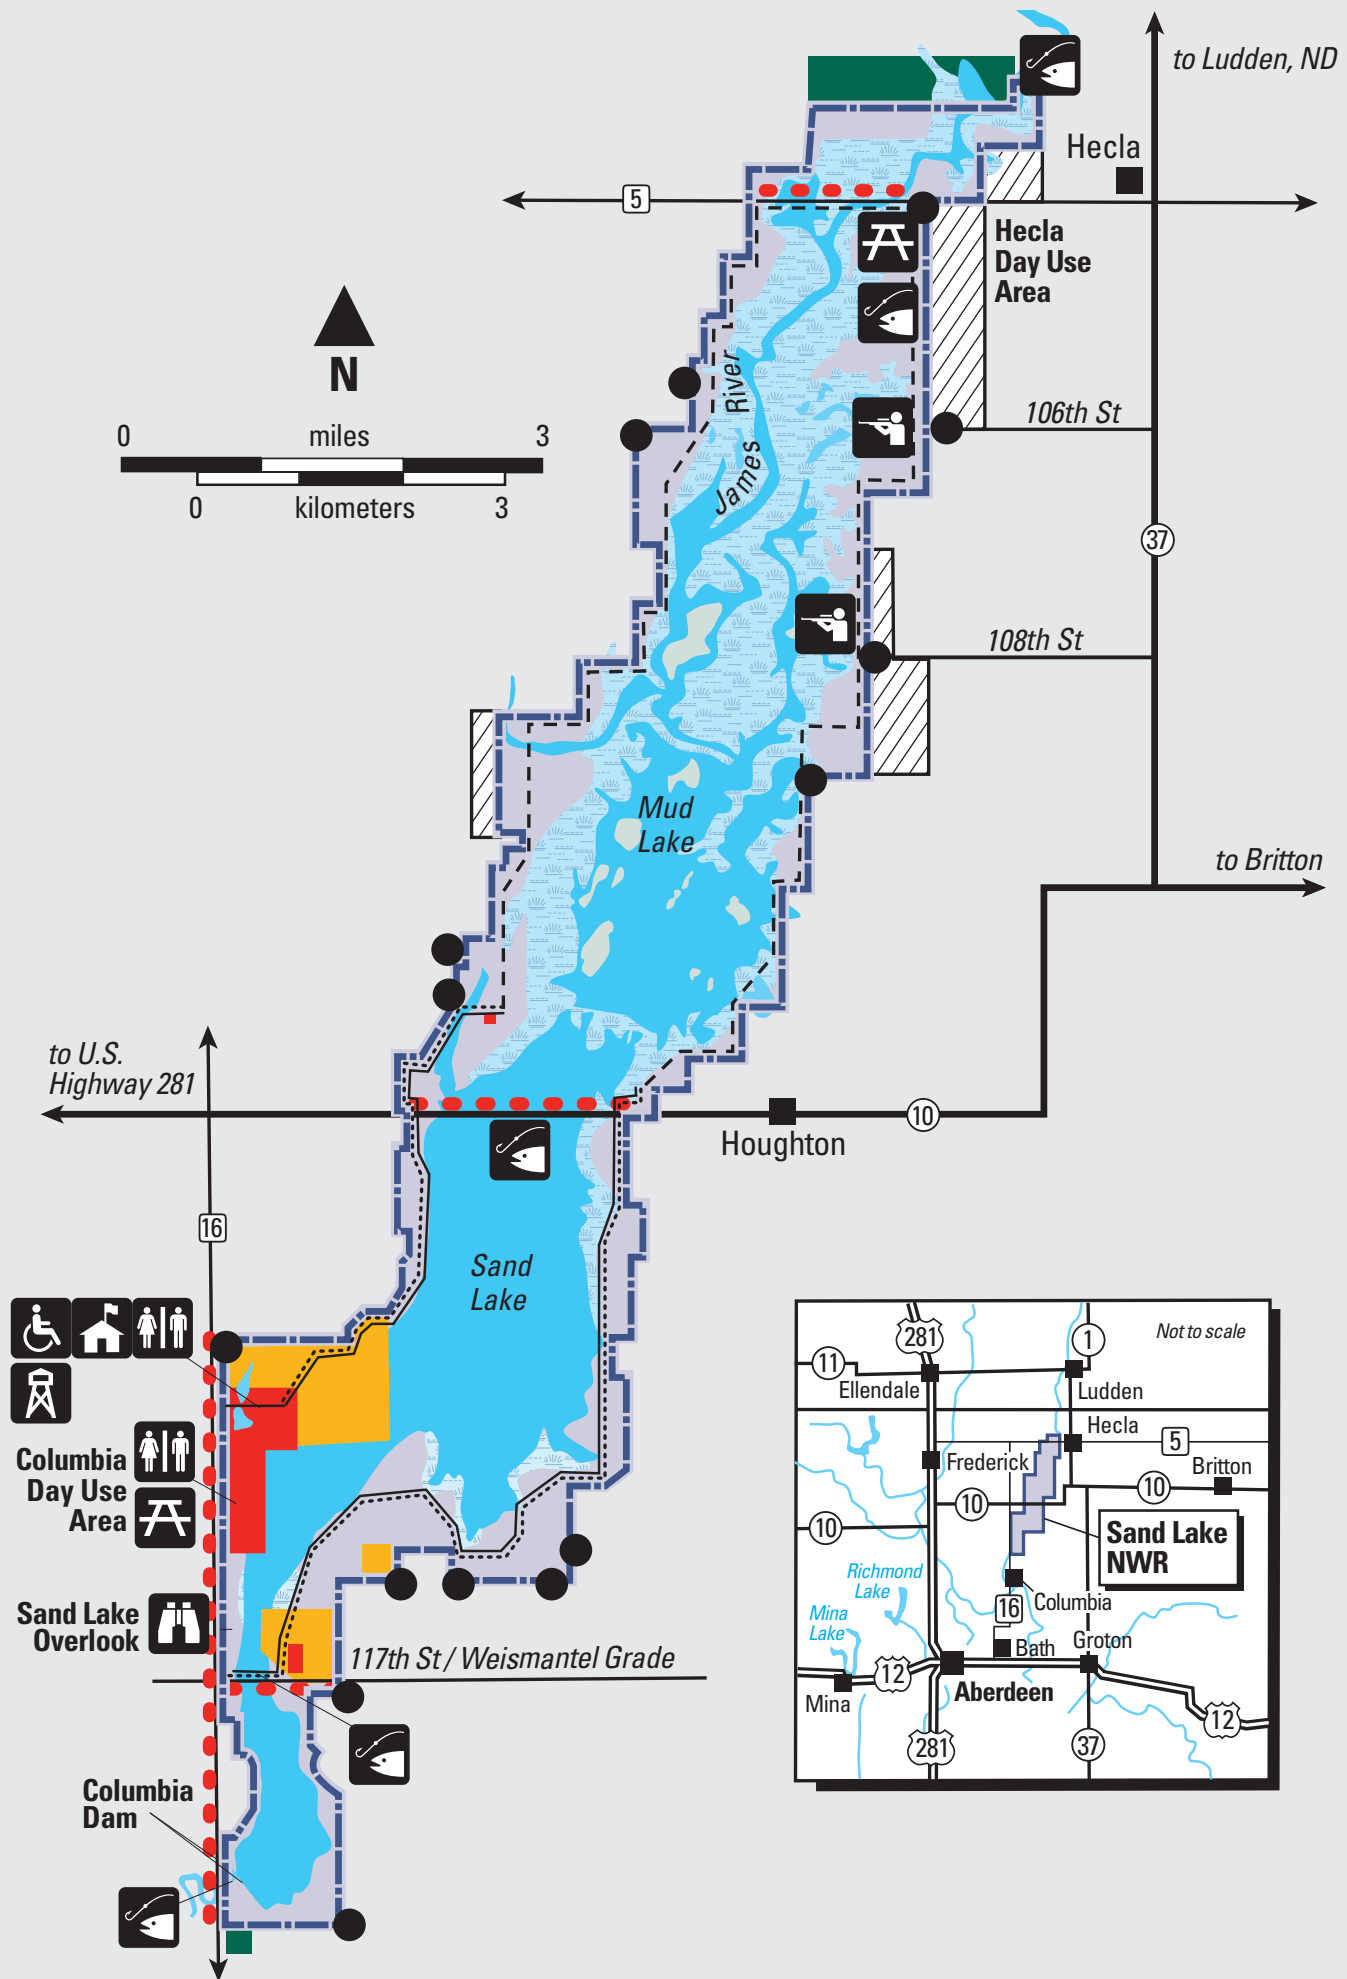 to Ludden, ND
Hecla
5
Hecla
Day Use
Area
N
0 miles 3
0 kilometers 3
106th St
James River
37
108th St
Mud
Lake
to Britton
to U.S.
Highway 281
10
Houghton
16
Sand
Lake
Columbia
Day Use
Area
Sand Lake
Overlook
117th St / Weismantel Grade
Columbia
Dam
281
1
Not to scale
11
Ellendale
Ludden
Hecla
5
Frederick
Britton
10
10
10
Sand Lake
NWR
Richmond
Lake
Columbia
16
Mina
Lake
Bath
Groton
12
Aberdeen
Mina
12
281
37